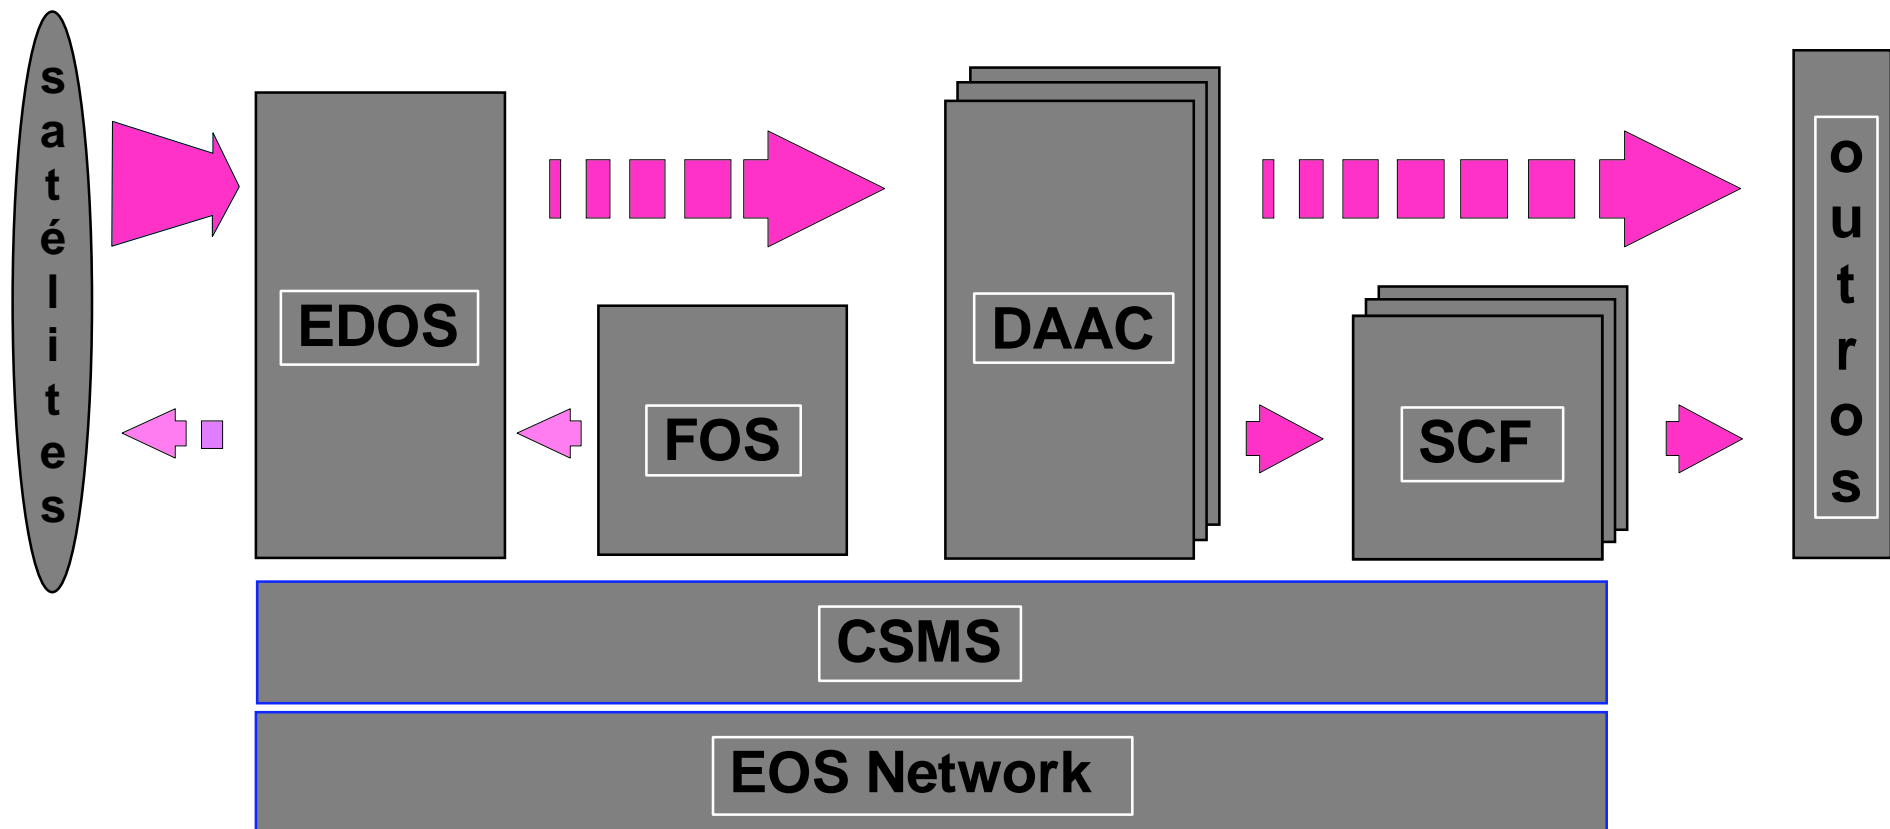 satélites
EDOS
FOS
DAAC
SCF
outros
CSMS
EOS Network